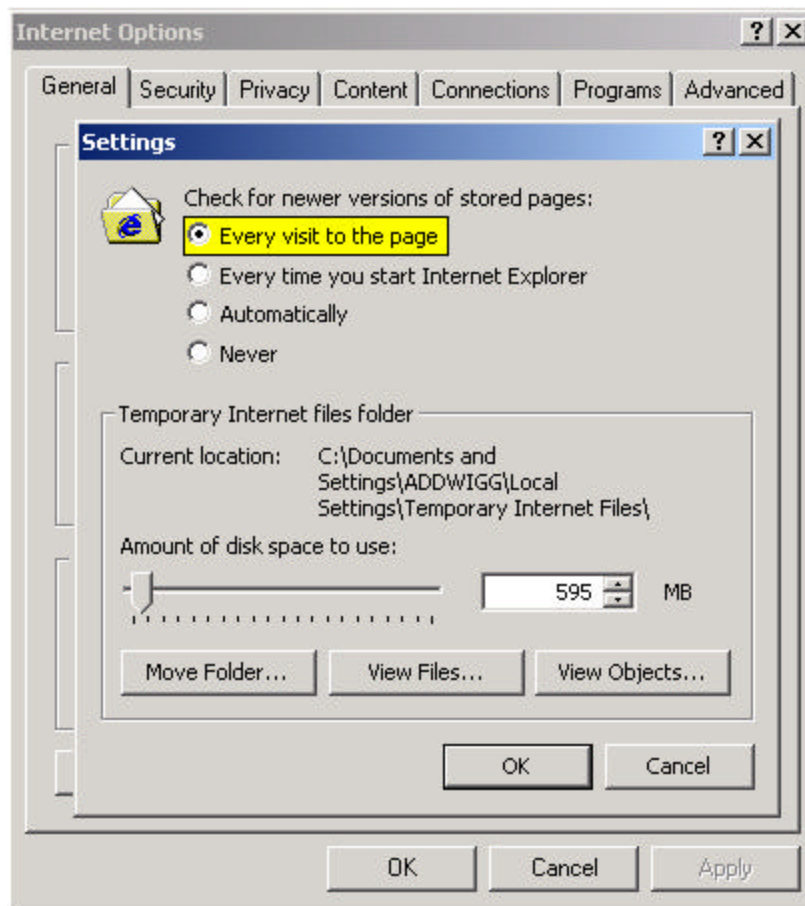 Internet Options
General Security Privacy Content Connections Programs Advanced
Settings
Check for newer versions of stored pages:
Every visit to the page
Every time you start Internet Explorer
Automatically
Never
Temporary Internet files folder
Current location: C:\Documents and
Settings\ADDWIGG\Local
Settings\Temporary Internet Files\
Amount of disk space to use:
595 MB
Move Folder... View Files... View Objects...
OK Cancel
OK Cancel Apply